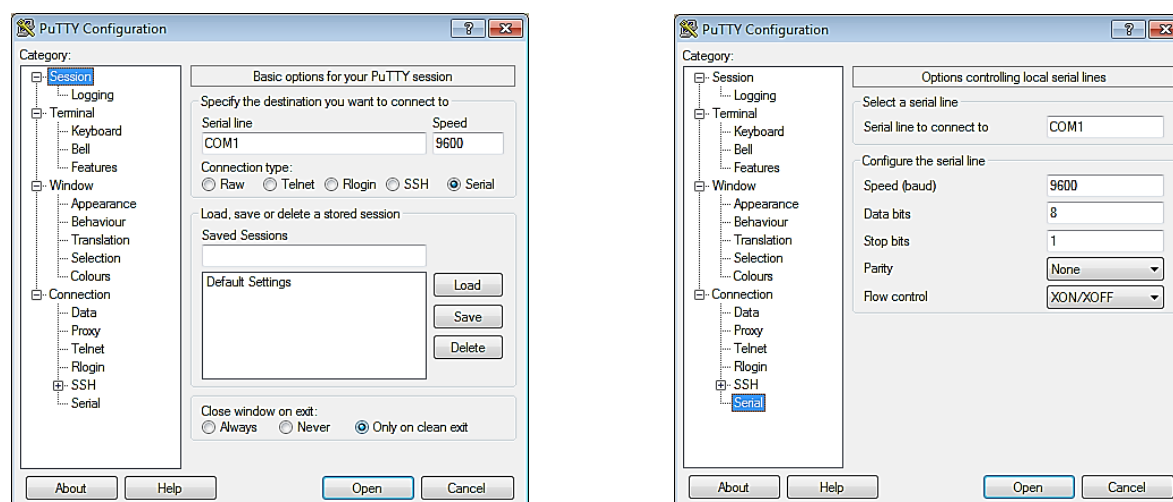 PuTTY Configuration
Category:
Session
Logging
Terminal
Keyboard
Bell
Features
Window
Appearance
Behaviour
Translation
Selection
Colours
Connection
Data
Proxy
Telnet
Rlogin
SSH
Serial
Basic options for your PuTTY session
Specify the destination you want to connect to
Serial line Speed
COM1 9600
Connection type:
Raw Telnet Rlogin SSH Serial
Load, save or delete a stored session
Saved Sessions
Default Settings
Load
Save
Delete
Close window on exit:
Always Never Only on clean exit
About Help Open Cancel
PuTTY Configuration
Category:
Session
Logging
Terminal
Keyboard
Bell
Features
Window
Appearance
Behaviour
Translation
Selection
Colours
Connection
Data
Proxy
Telnet
Rlogin
SSH
Serial
Options controlling local serial lines
Select a serial line
Serial line to connect to COM1
Configure the serial line
Speed (baud) 9600
Data bits 8
Stop bits 1
Parity None
Flow control XON/XOFF
About Help Open Cancel